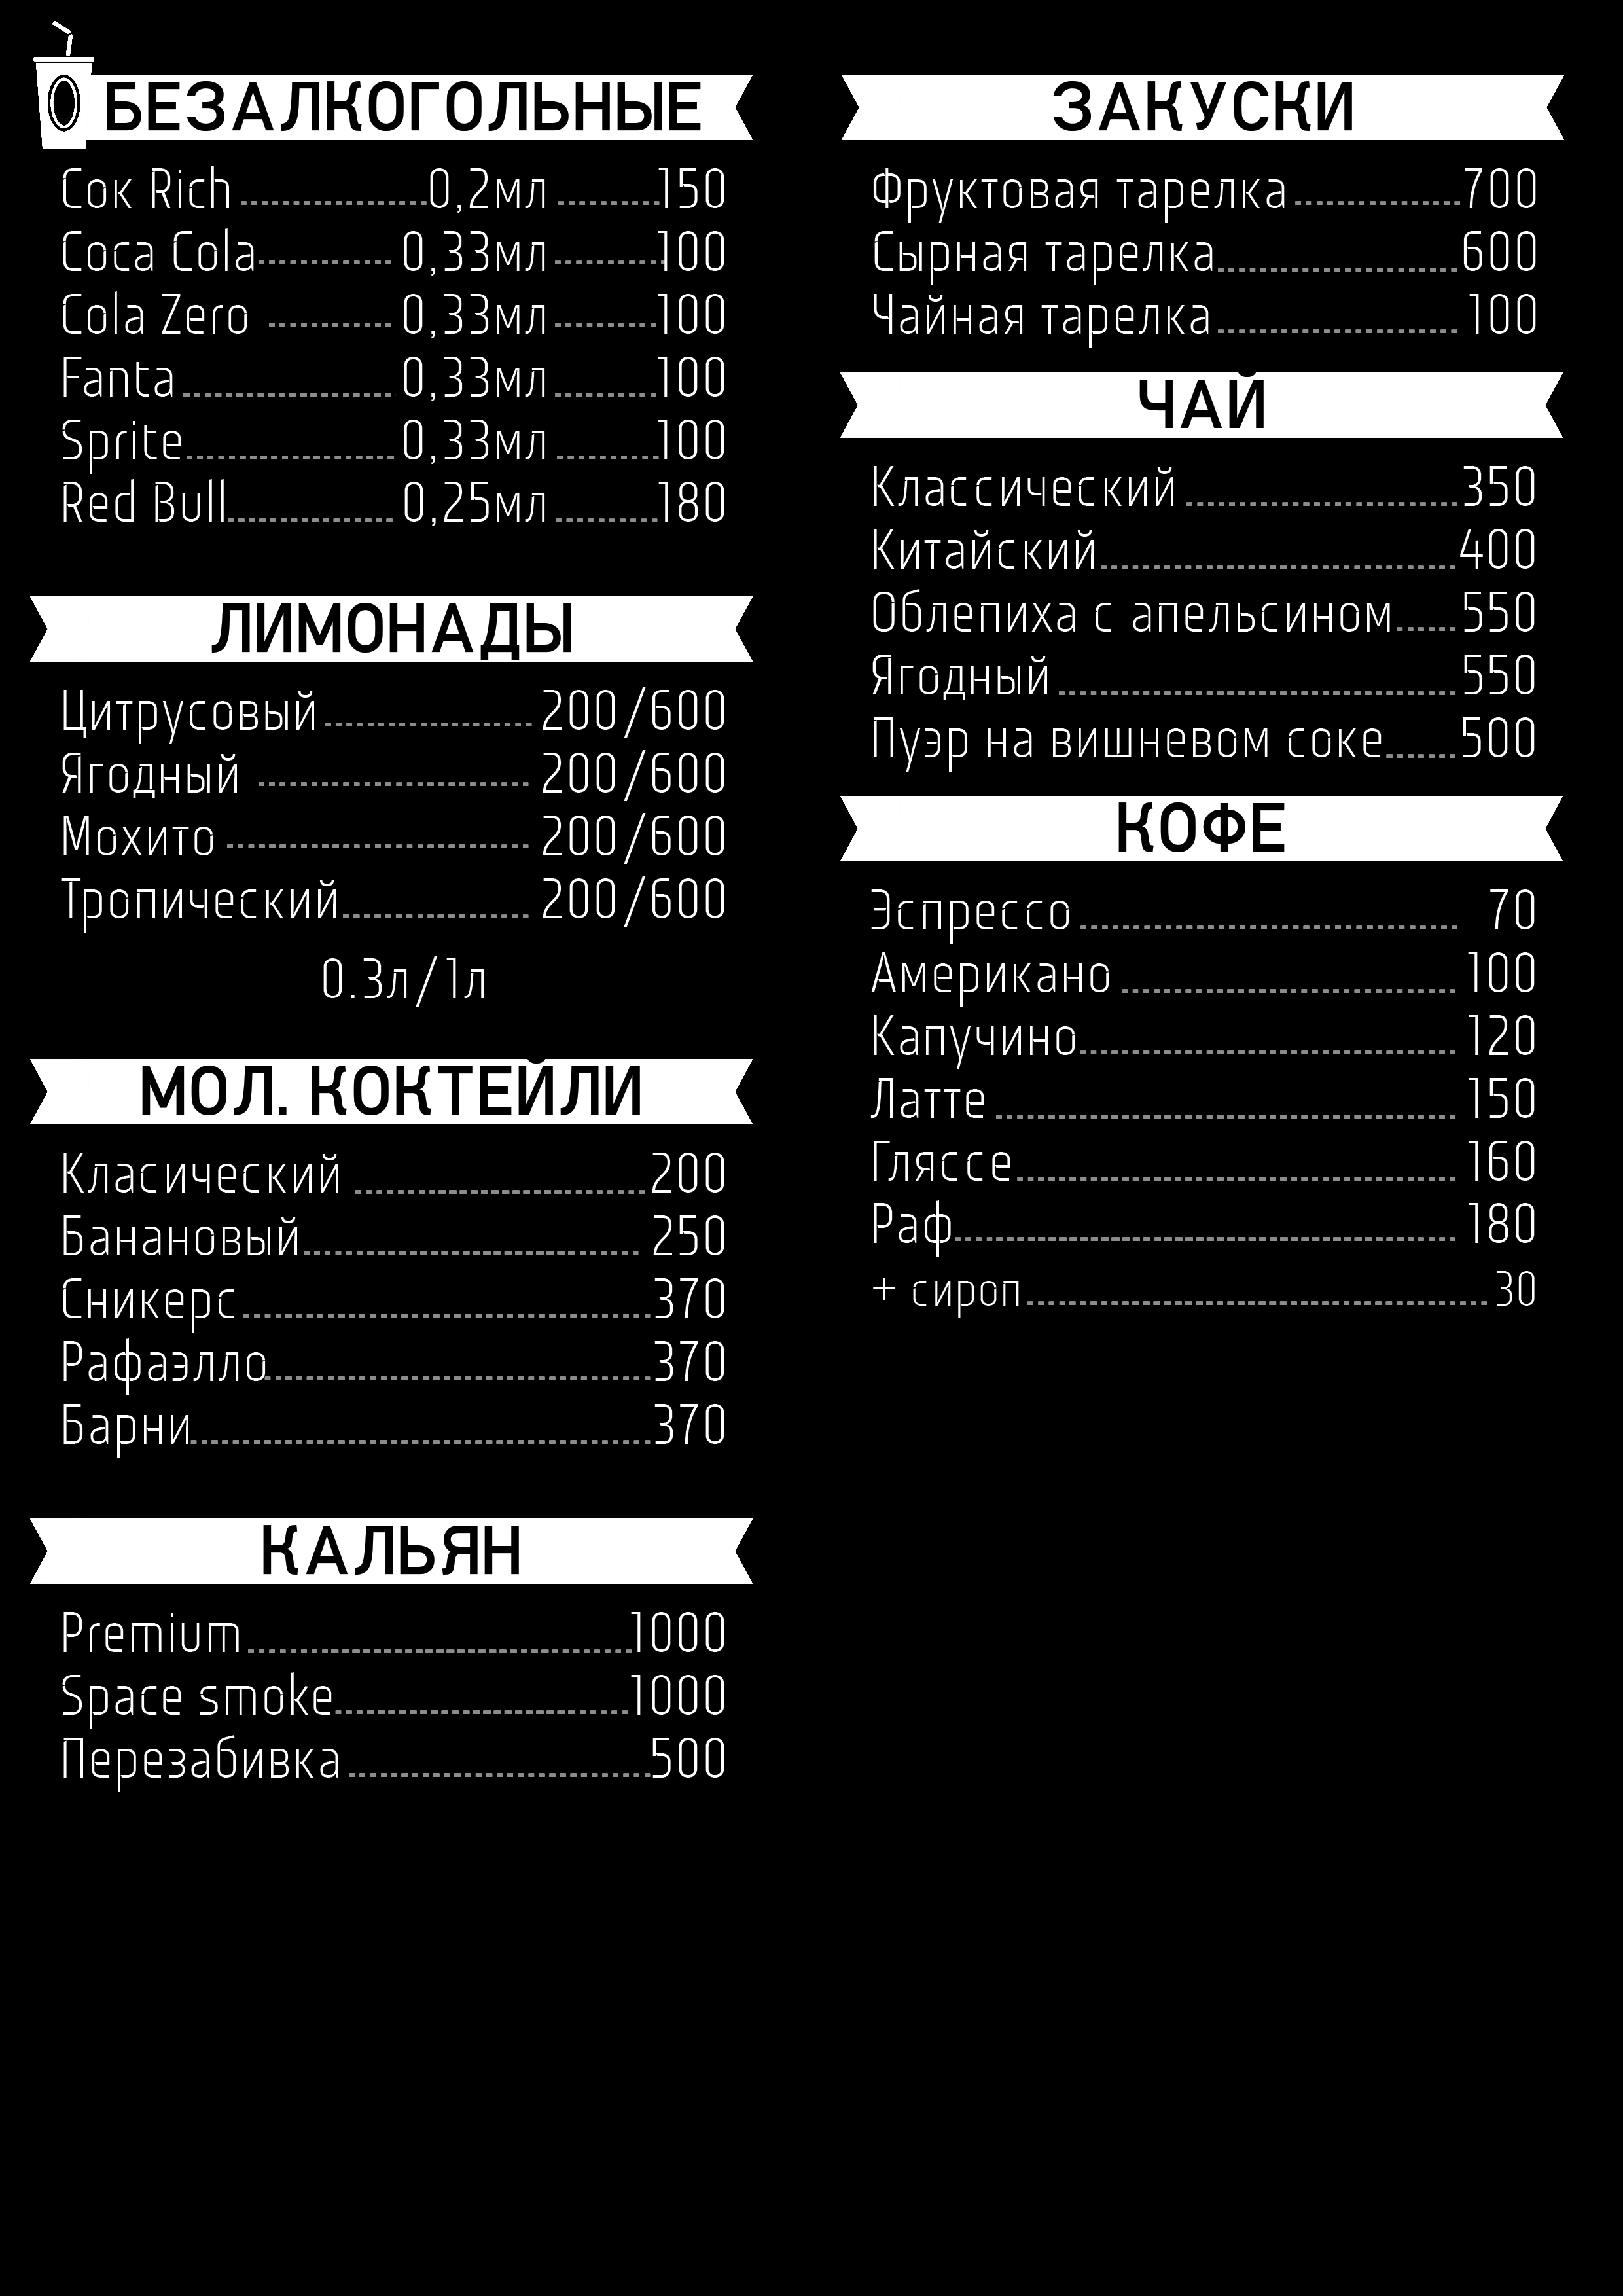 БЕЗАЛКОГОЛЬНЫЕ
Сок Rich 0,2мл 150
Coca Cola 0,33мл 100
Cola Zero 0,33мл 100
Fanta 0,33мл 100
Sprite 0,33мл 100
Red Bull 0,25мл 180
ЛИМОНАДЫ
Цитрусовый 200/600
Ягодный 200/600
Мохито 200/600
Тропический 200/600
0.3л/1л
МОЛ. КОКТЕЙЛИ
Класический 200
Банановый 250
Сникерс 370
Рафаэлло 370
Барни 370
КАЛЬЯН
Premium 1000
Space smoke 1000
Перезабивка 500
ЗАКУСКИ
Фруктовая тарелка 700
Сырная тарелка 600
Чайная тарелка 100
ЧАЙ
Классический 350
Китайский 400
Облепиха с апельсином 550
Ягодный 550
Пуэр на вишневом соке 500
КОФЕ
Эспрессо 70
Американо 100
Капучино 120
Латте 150
Гляссе 160
Раф 180
+ сироп 30